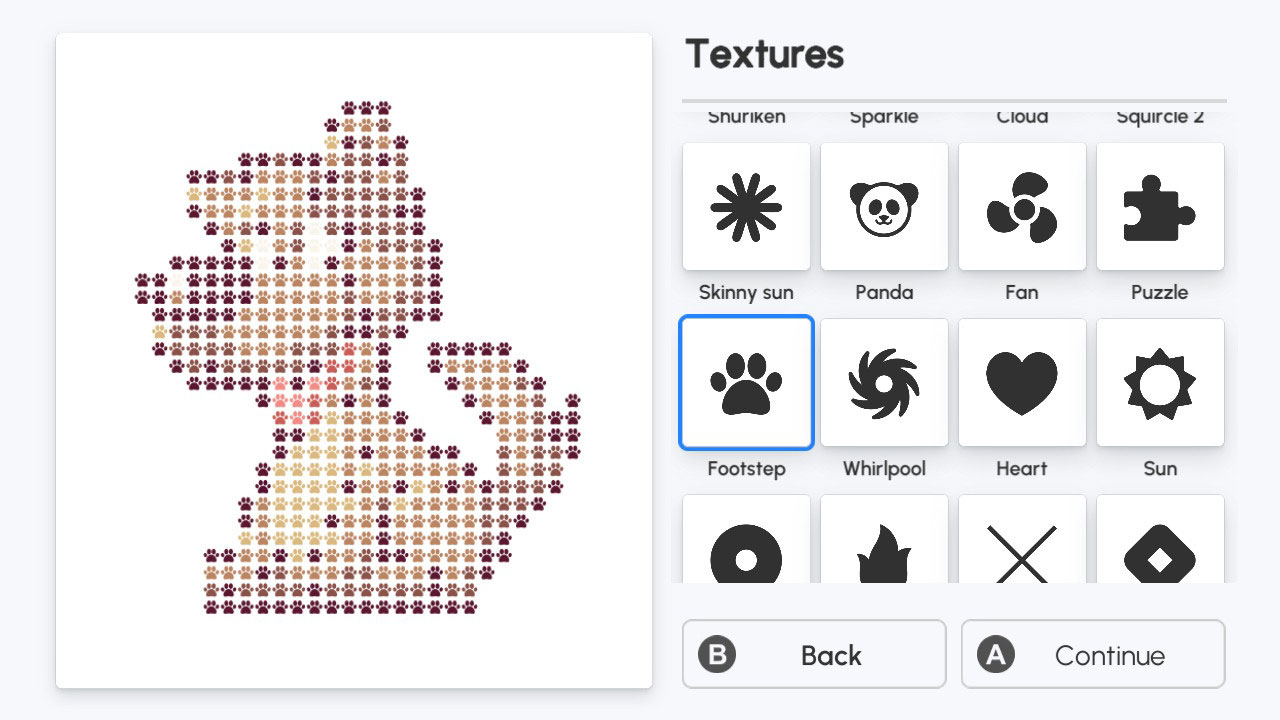 Textures
Shuriken
Sparkle
Cloud
Squircle 2
Skinny sun
Panda
Fan
Puzzle
Footstep
Whirlpool
Heart
Sun
B Back
A Continue